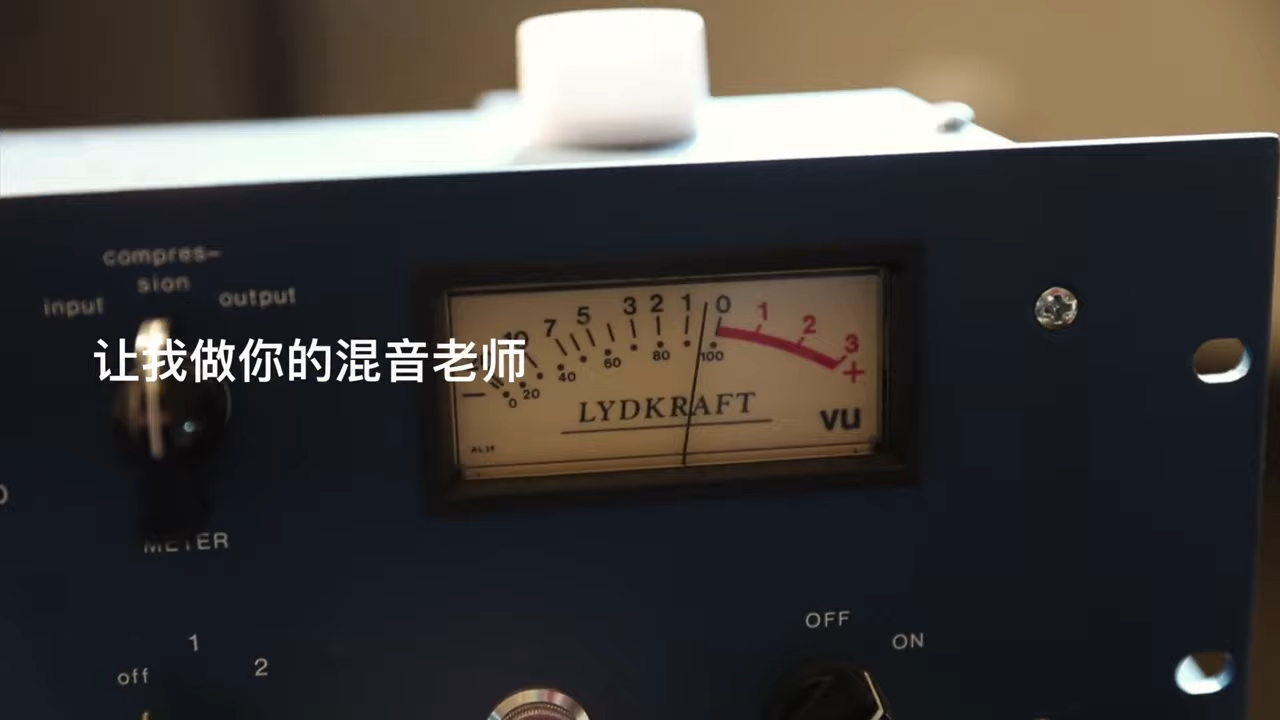 compres-
sion
input
output
3 2 1 0 1 2 3
7 5
+
-
0 20 40 60 80 100
让我做你的混音老师
LYDKRAFT
vu
METER
OFF
ON
1
2
off